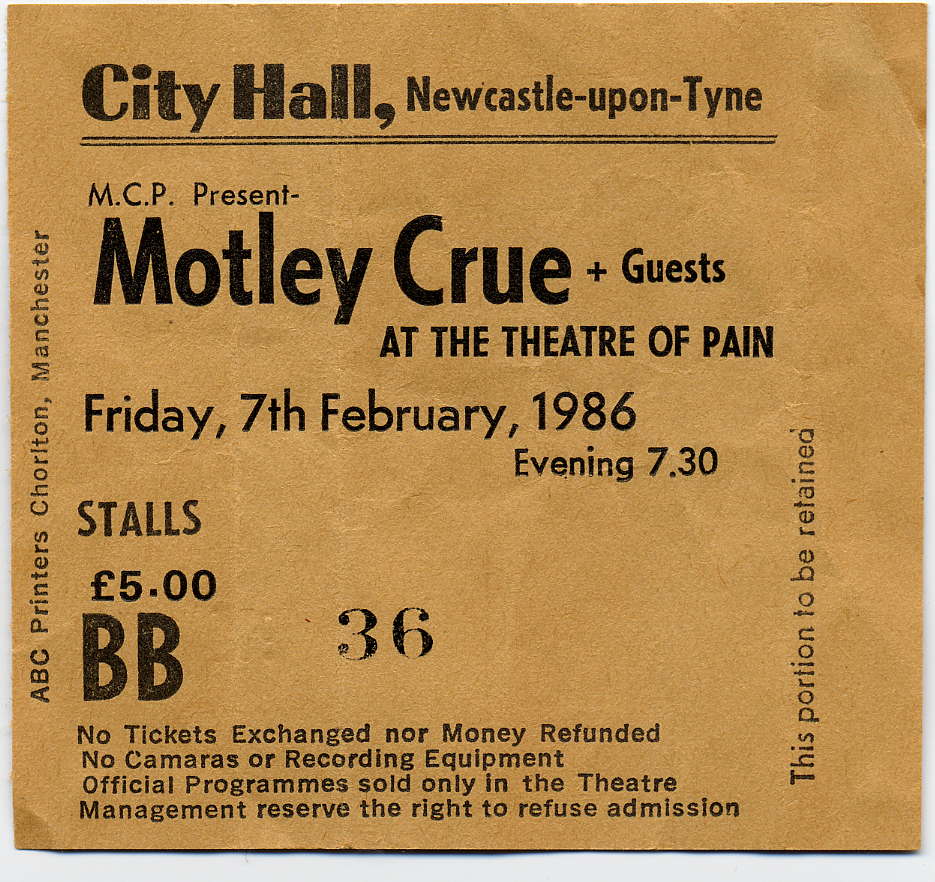 City Hall, Newcastle-upon-Tyne
M.C.P. Present-
Motley Crue + Guests
AT THE THEATRE OF PAIN
Friday, 7th February, 1986
Evening 7.30
STALLS
£5.00
BB 36
No Tickets Exchanged nor Money Refunded
No Camaras or Recording Equipment
Official Programmes sold only in the Theatre
Management reserve the right to refuse admission
ABC Printers Chorlton, Manchester
This portion to be retained